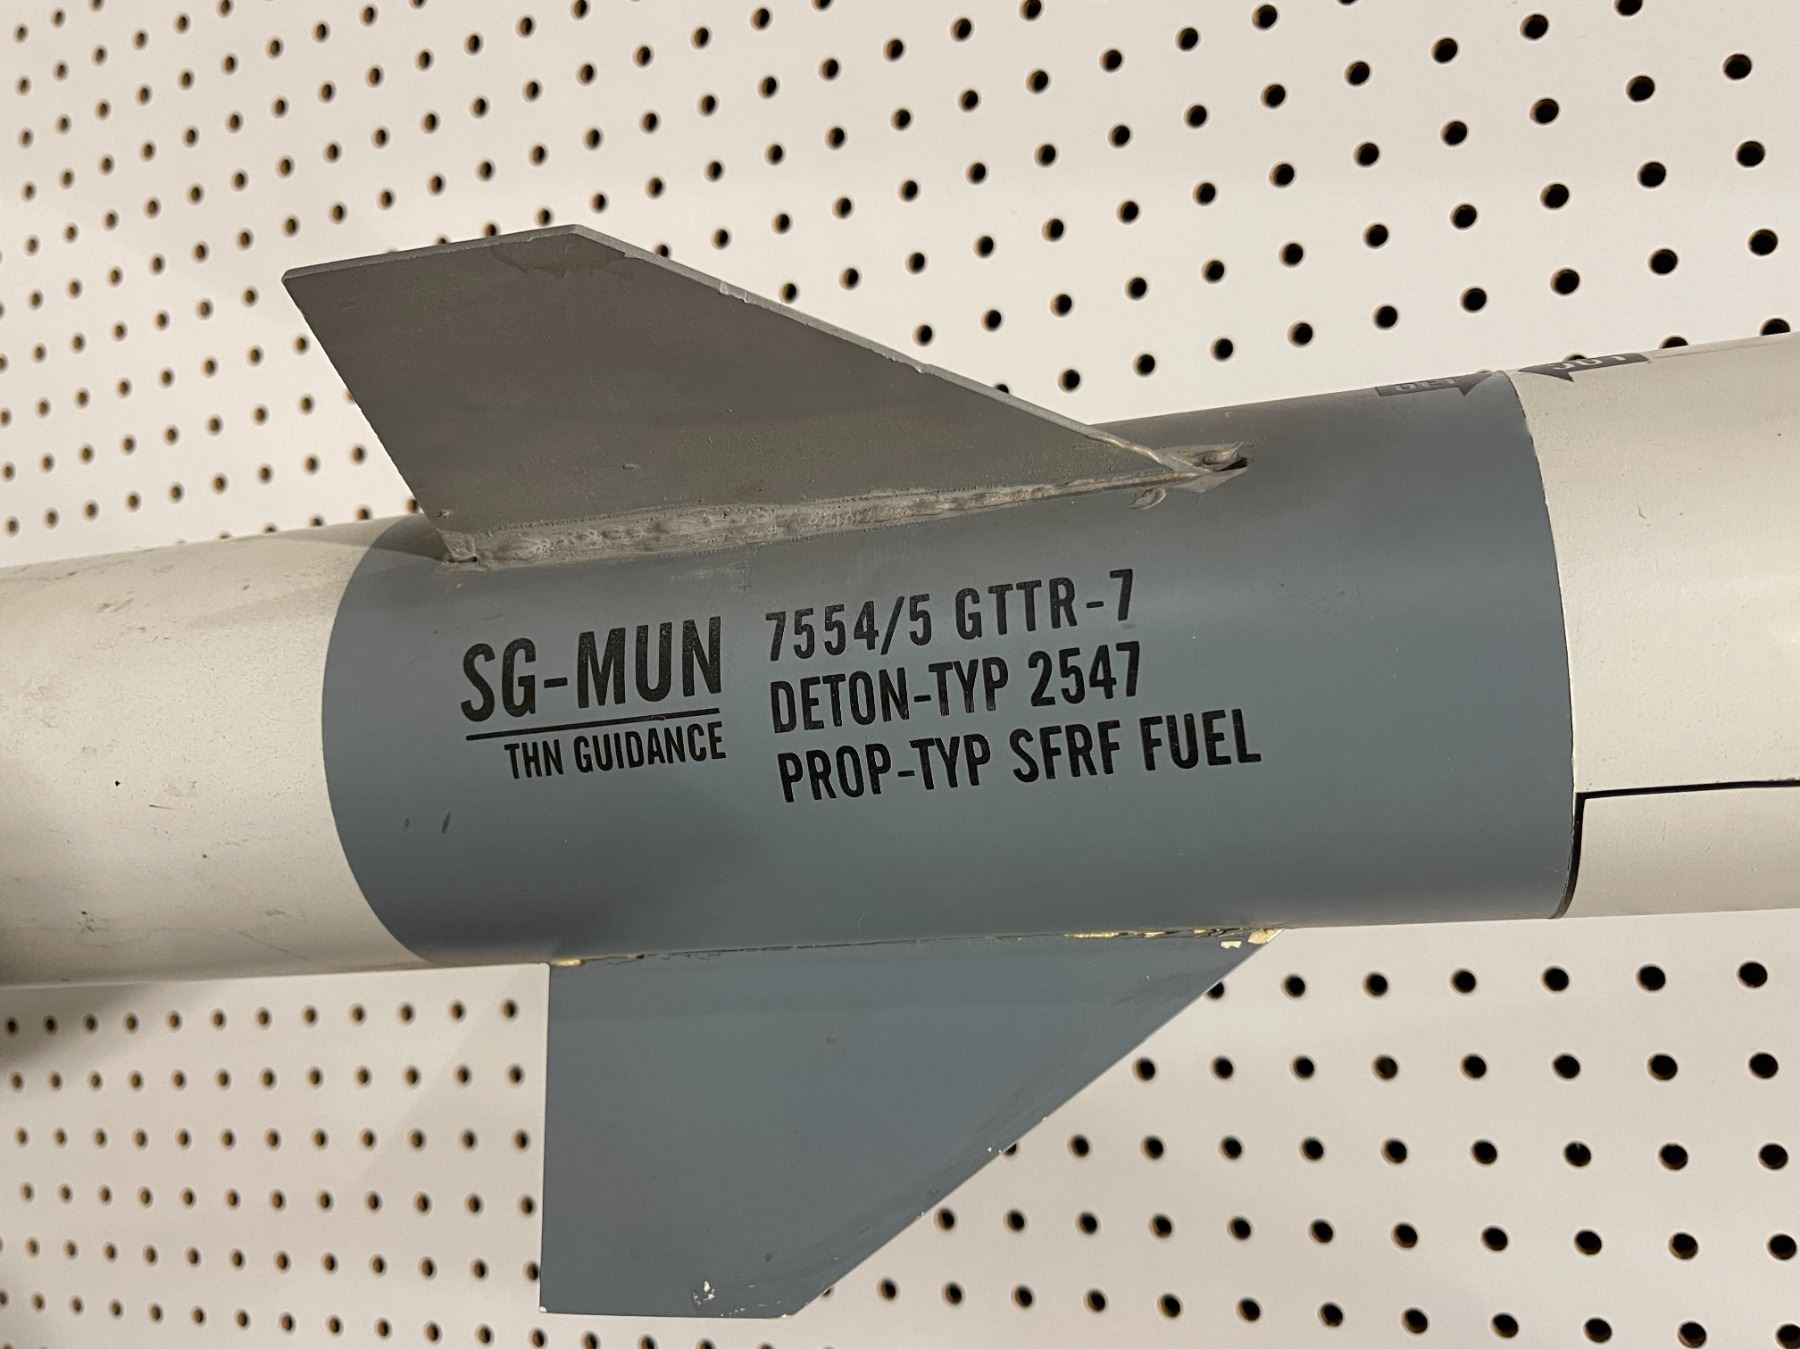 SG-MUN
THN GUIDANCE
7554/5 GTTR-7
DETON-TYP 2547
PROP-TYP SFRF FUEL